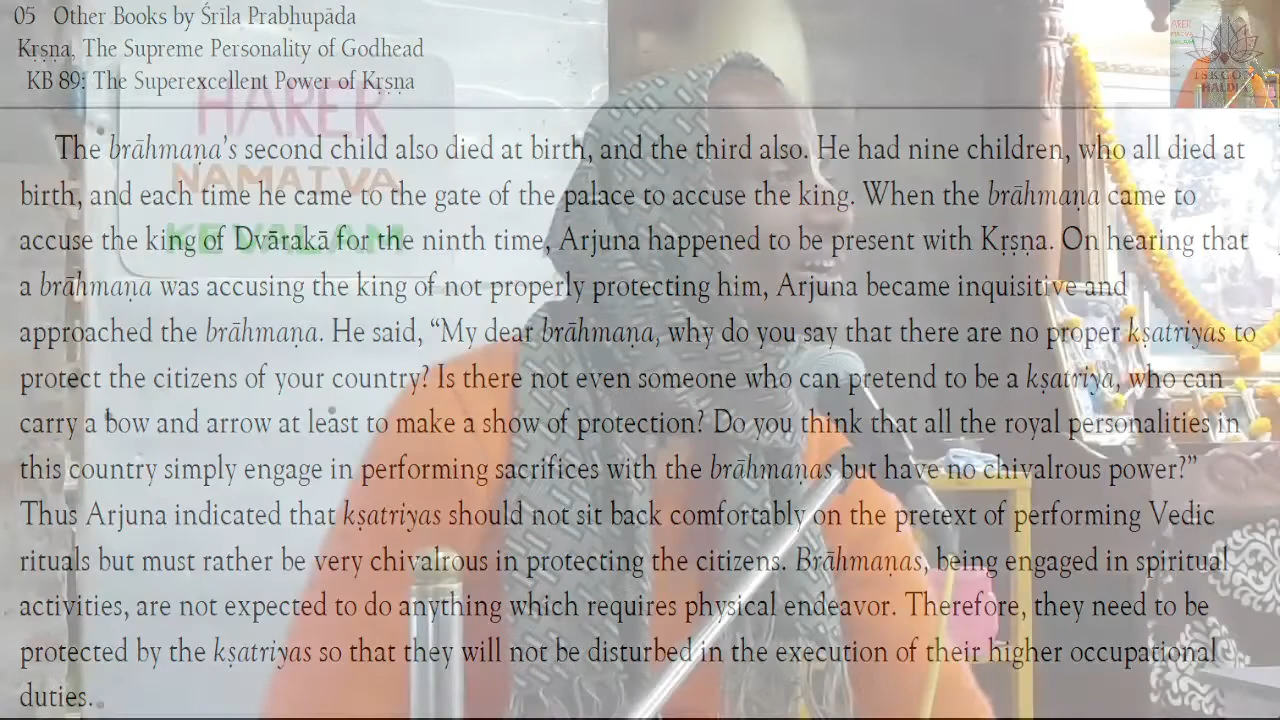 05 Other Books by Śrīla Prabhupāda
Kṛṣṇa, The Supreme Personality of Godhead
KB 89: The Superexcellent Power of Kṛṣṇa
HARER
NAMAIVA
KEVALAM
ISKCON
HALDIA
The brāhmaṇa's second child also died at birth, and the third also. He had nine children, who all died at
birth, and each time he came to the gate of the palace to accuse the king. When the brāhmaṇa came to
accuse the king of Dvārakā for the ninth time, Arjuna happened to be present with Kṛṣṇa. On hearing that
a brāhmaṇa was accusing the king of not properly protecting him, Arjuna became inquisitive and
approached the brāhmaṇa. He said, “My dear brāhmaṇa, why do you say that there are no proper kṣatriyas to
protect the citizens of your country? Is there not even someone who can pretend to be a kṣatriya, who can
carry a bow and arrow at least to make a show of protection? Do you think that all the royal personalities in
this country simply engage in performing sacrifices with the brāhmaṇas but have no chivalrous power?”
Thus Arjuna indicated that kṣatriyas should not sit back comfortably on the pretext of performing Vedic
rituals but must rather be very chivalrous in protecting the citizens. Brāhmaṇas, being engaged in spiritual
activities, are not expected to do anything which requires physical endeavor. Therefore, they need to be
protected by the kṣatriyas so that they will not be disturbed in the execution of their higher occupational
duties.